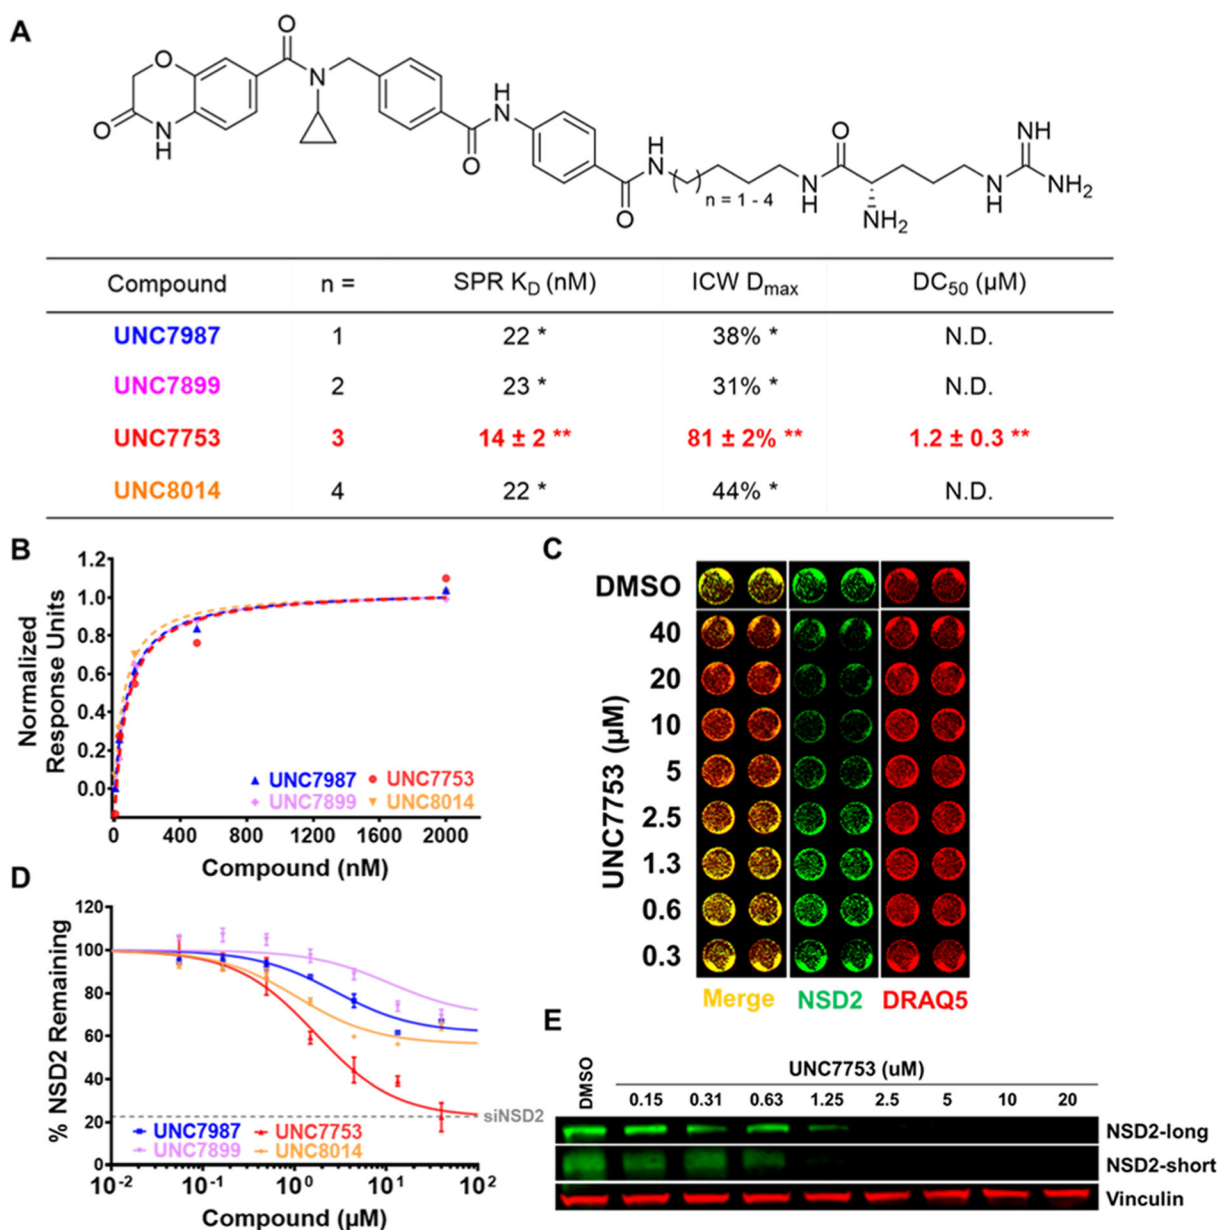 A
O
O
O
N
H
N
O
H
N
O
H
N
O
n = 1 - 4
N
H
O
NH2
N
H
NH
NH2
Compound n = SPR KD (nM) ICW Dmax DC50 (µM)
UNC7987 1 22 * 38% * N.D.
UNC7899 2 23 * 31% * N.D.
UNC7753 3 14 ± 2 ** 81 ± 2% ** 1.2 ± 0.3 **
UNC8014 4 22 * 44% * N.D.
B
Normalized
Response Units
1.2
1.0
0.8
0.6
0.4
0.2
0.0
UNC7987 UNC7753
UNC7899 UNC8014
0 400 800 1200 1600 2000
Compound (nM)
C
DMSO
UNC7753 (µM)
40
20
10
5
2.5
1.3
0.6
0.3
Merge NSD2 DRAQ5
D
% NSD2 Remaining
120
100
80
60
40
20
0
siNSD2
UNC7987 UNC7753
UNC7899 UNC8014
10-2 10-1 100 101 102
Compound (µM)
E
DMSO
UNC7753 (uM)
0.15 0.31 0.63 1.25 2.5 5 10 20
NSD2-long
NSD2-short
Vinculin